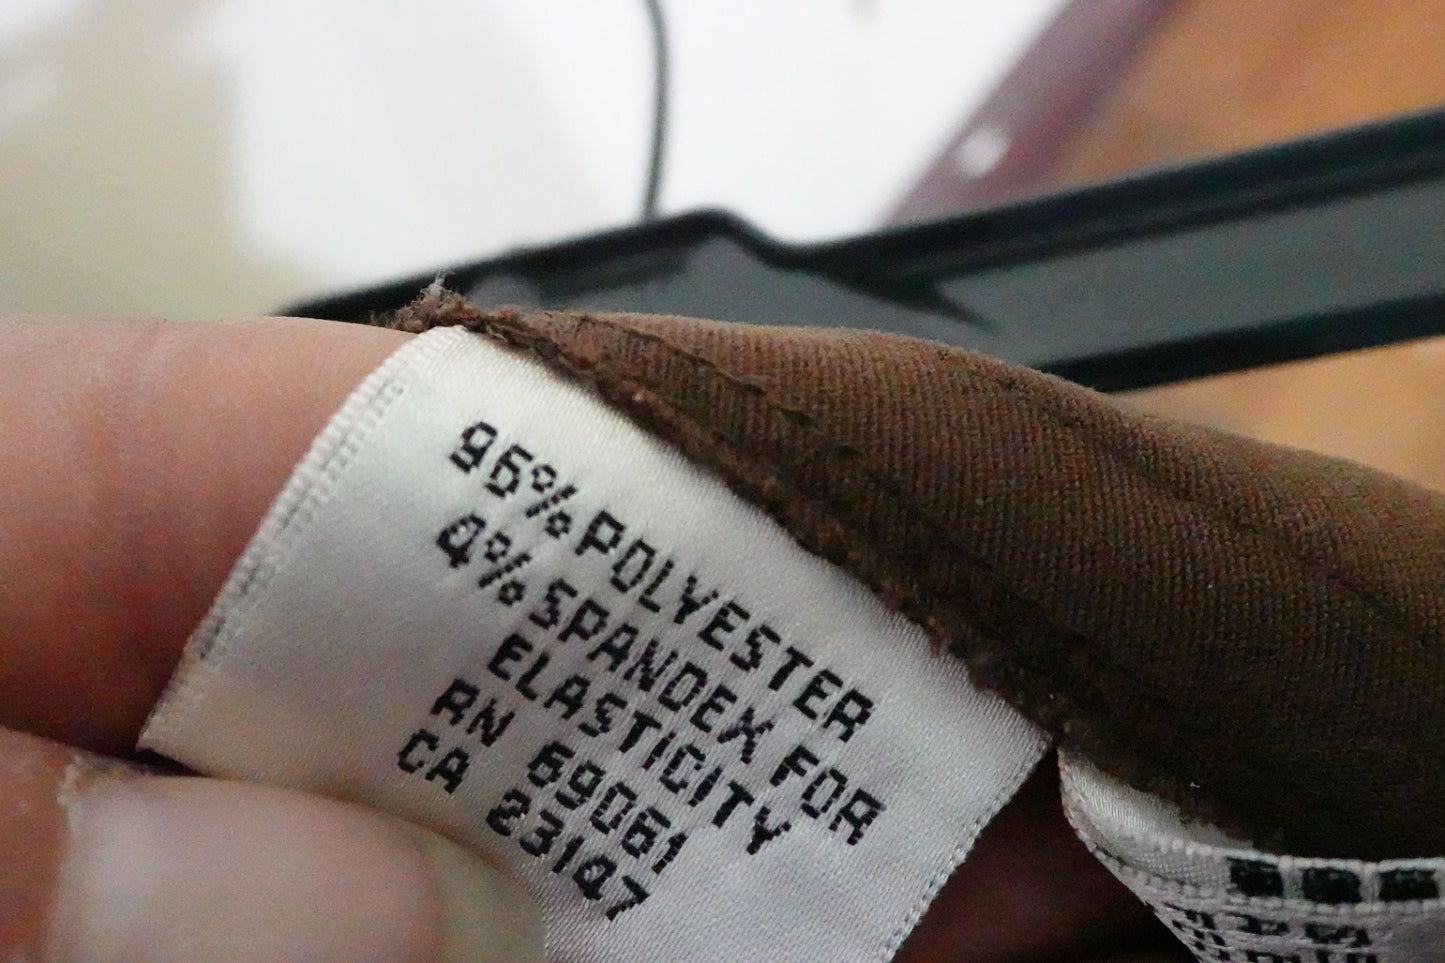 96% POLYESTER
4% SPANDEX FOR
ELASTICITY
RN 69061
CA 23147